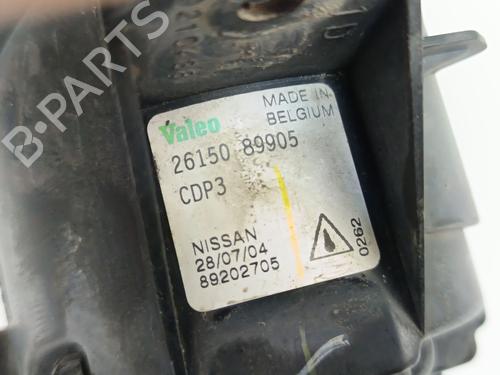 Valeo
MADE IN
BELGIUM
26150 89905
CDP3
NISSAN
28/07/04
89202705
0262
B-PARTS